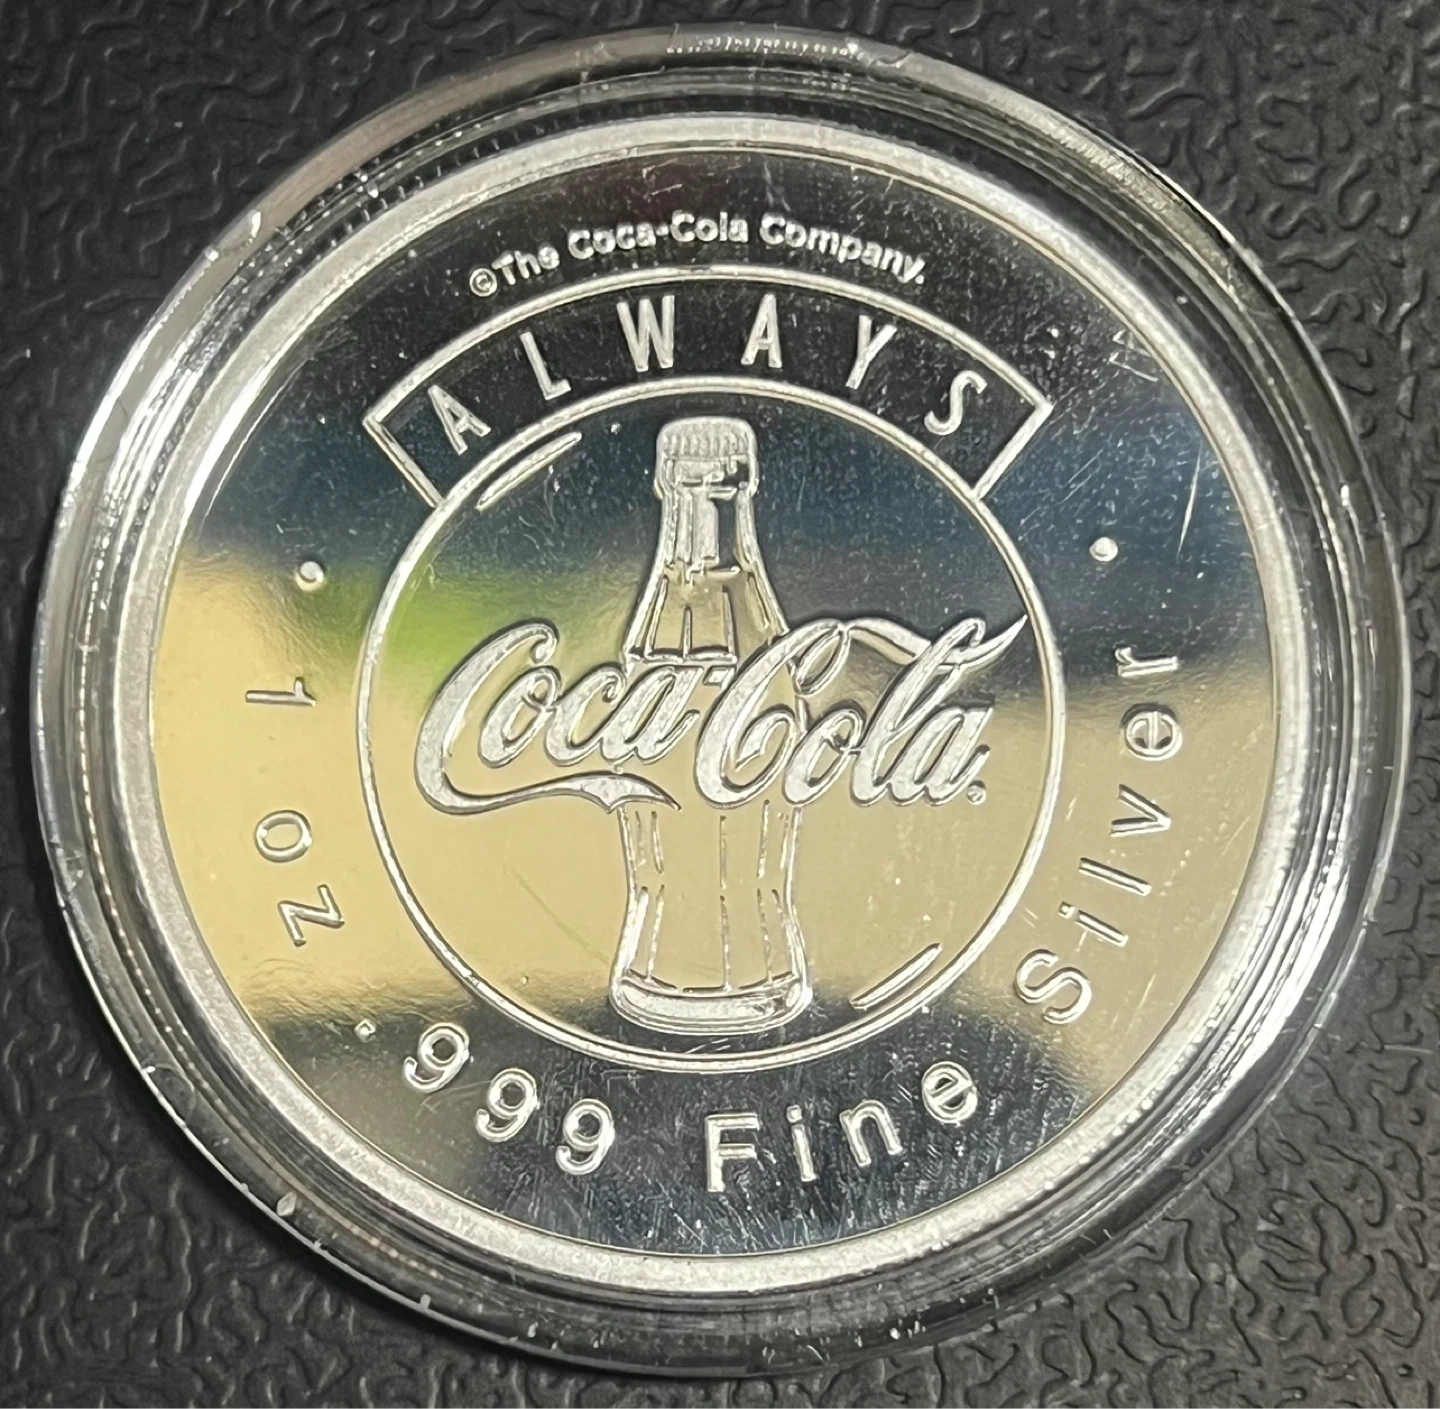 ©The Coca-Cola Company.
ALWAYS
Coca-Cola
1 oz .999 Fine Silver